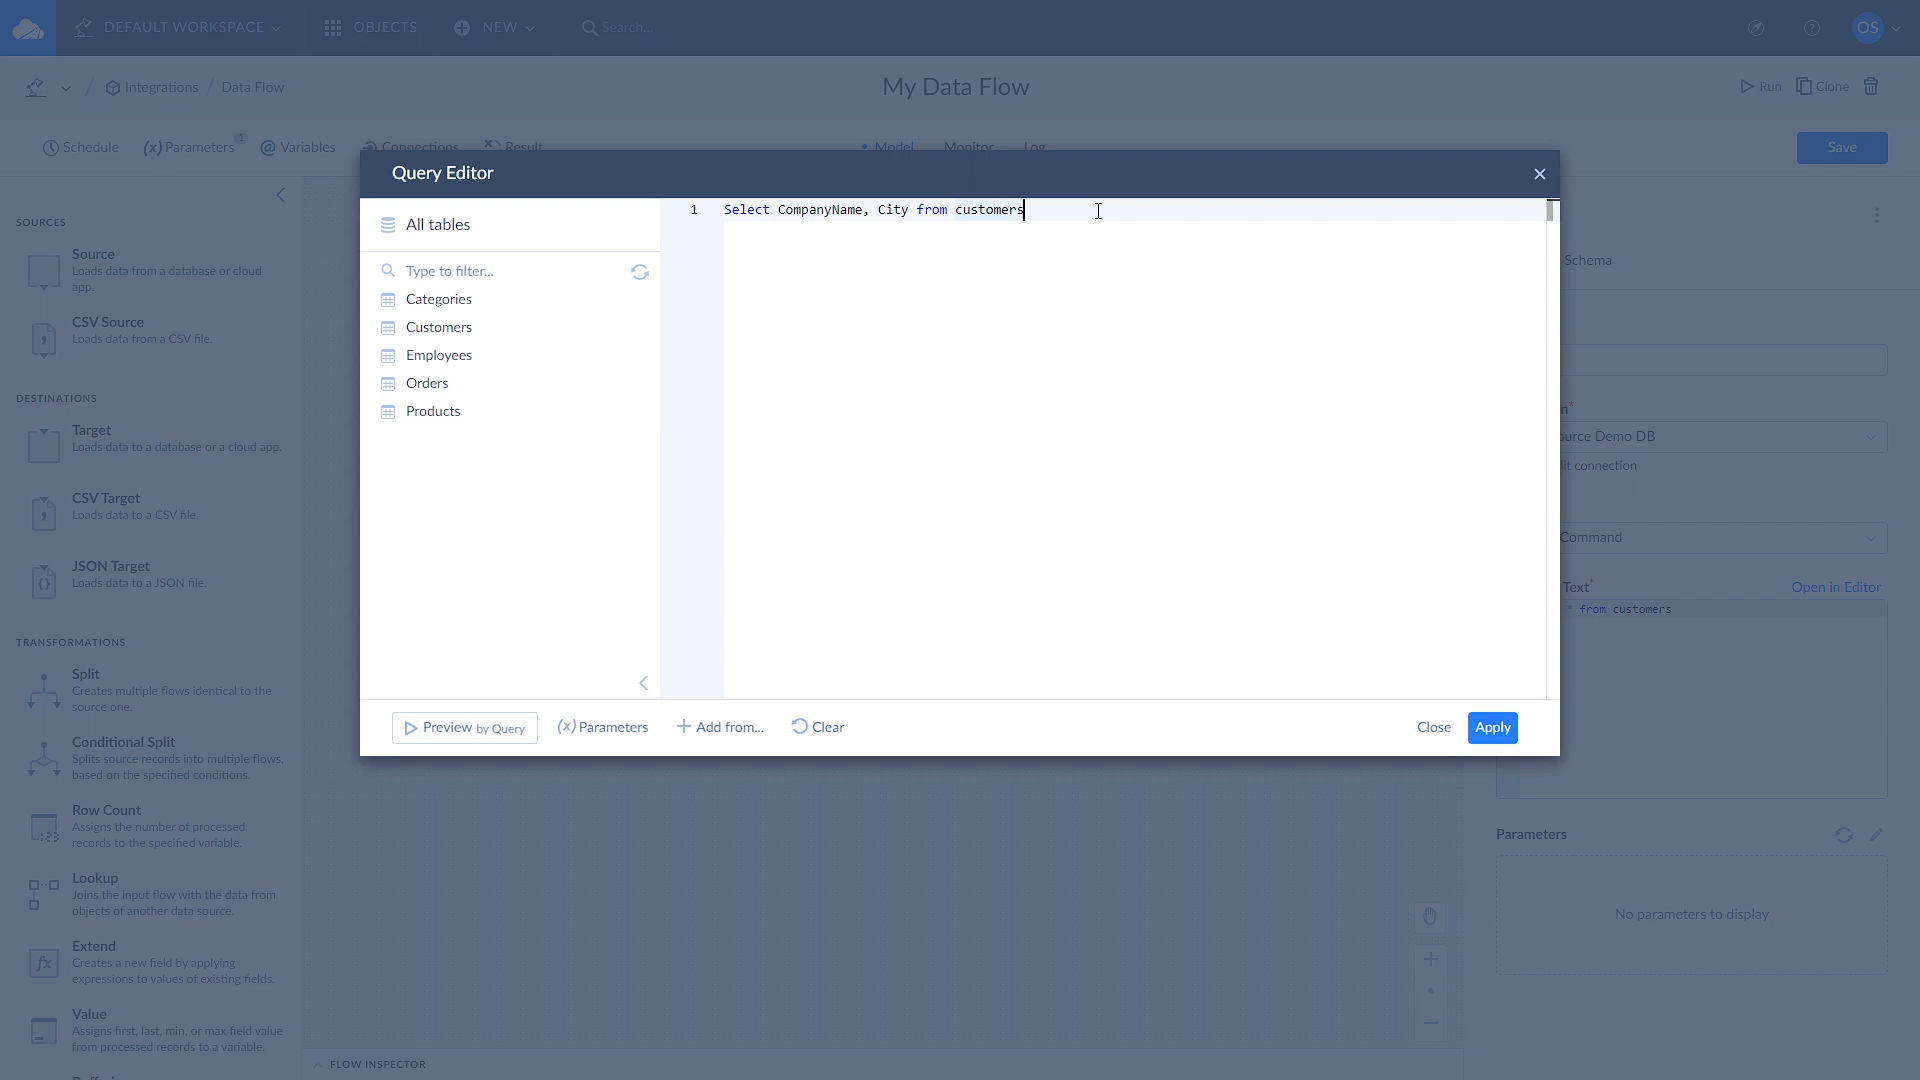 DEFAULT WORKSPACE
OBJECTS
NEW
Search...
OS
Integrations / Data Flow
My Data Flow
Run
Clone
Schedule
(x) Parameters 1
@ Variables
Connections
Result
Model
Monitor
Log
Save
Query Editor
SOURCES
Source
Loads data from a database or cloud
app.
CSV Source
Loads data from a CSV file.
DESTINATIONS
Target
Loads data to a database or a cloud app.
CSV Target
Loads data to a CSV file.
JSON Target
Loads data to a JSON file.
TRANSFORMATIONS
Split
Creates multiple flows identical to the
source one.
Conditional Split
Splits source records into multiple flows,
based on the specified conditions.
Row Count
Assigns the number of processed
records to the specified variable.
Lookup
Joins the input flow with the data from
objects of another data source.
Extend
Creates a new field by applying
expressions to values of existing fields.
Value
Assigns first, last, min, or max field value
from processed records to a variable.
All tables
Type to filter...
Categories
Customers
Employees
Orders
Products
1 Select CompanyName, City from customers
Preview by Query
(x) Parameters
Add from...
Clear
Close
Apply
Schema
Demo DB
connection
Command
Text*
Open in Editor
* from customers
Parameters
No parameters to display
FLOW INSPECTOR